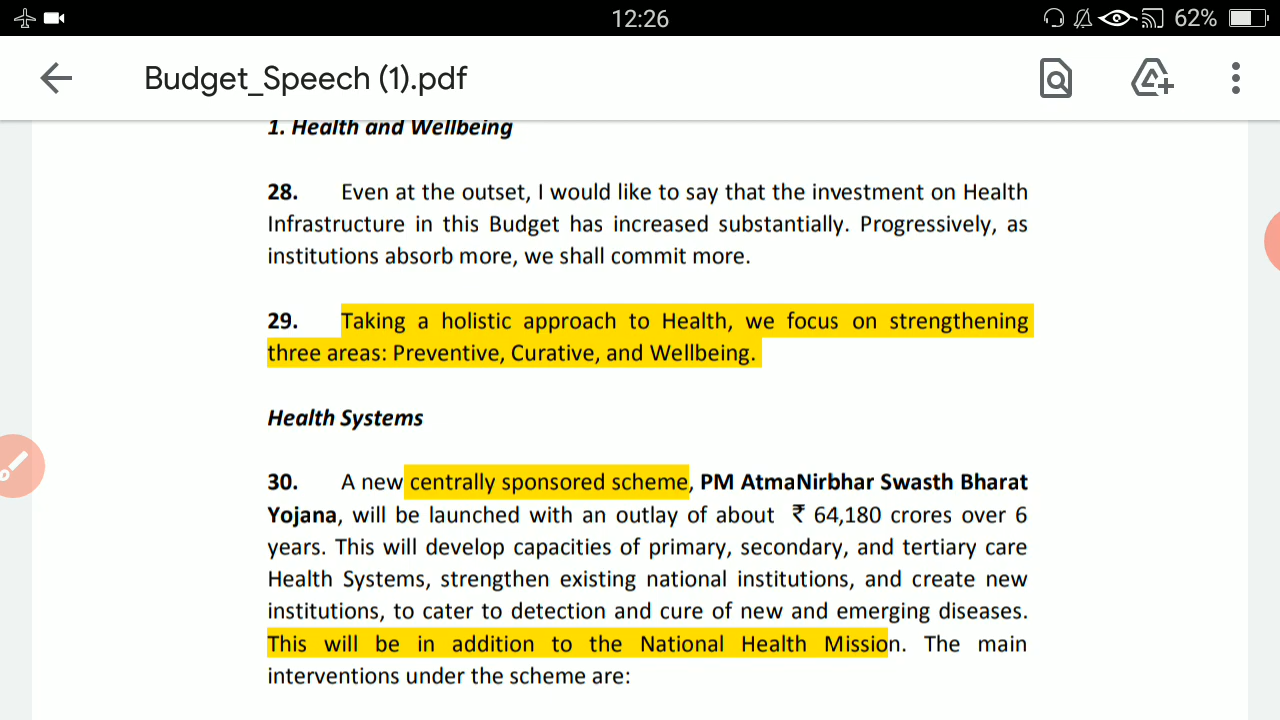 12:26
62%
Budget_Speech (1).pdf
1. Health and Wellbeing
28. Even at the outset, I would like to say that the investment on Health
Infrastructure in this Budget has increased substantially. Progressively, as
institutions absorb more, we shall commit more.
29. Taking a holistic approach to Health, we focus on strengthening
three areas: Preventive, Curative, and Wellbeing.
Health Systems
30. A new centrally sponsored scheme, PM AtmaNirbhar Swasth Bharat
Yojana, will be launched with an outlay of about ₹ 64,180 crores over 6
years. This will develop capacities of primary, secondary, and tertiary care
Health Systems, strengthen existing national institutions, and create new
institutions, to cater to detection and cure of new and emerging diseases.
This will be in addition to the National Health Mission. The main
interventions under the scheme are: